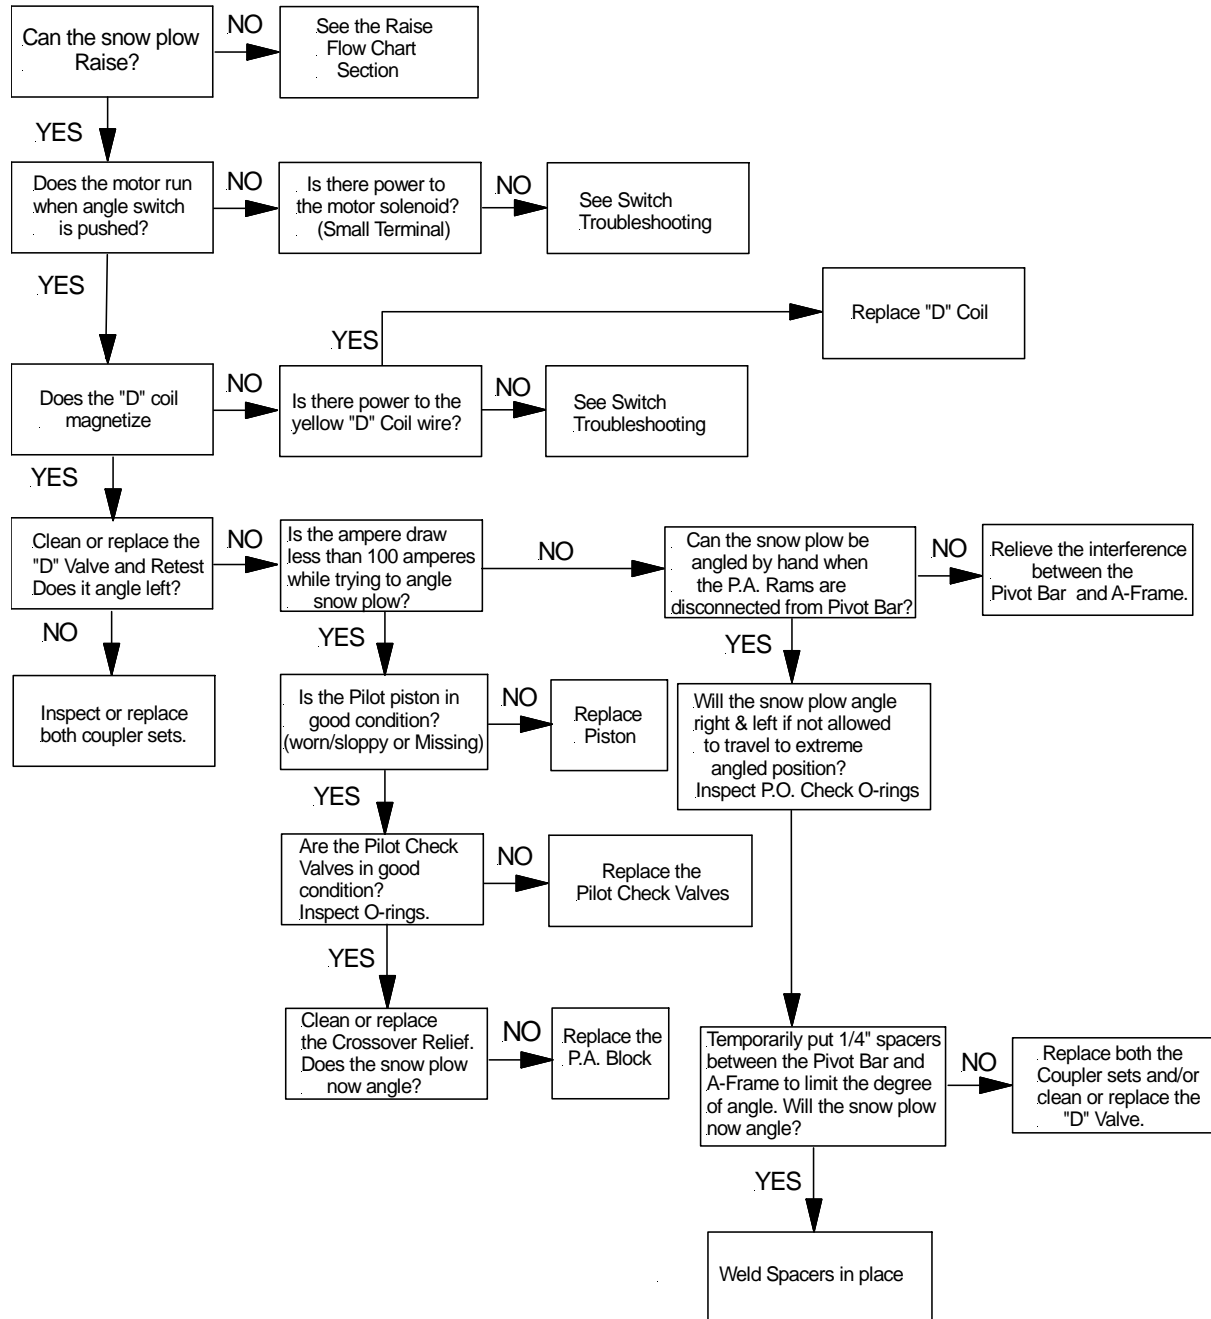 Can the snow plow
Raise?
NO
See the Raise
Flow Chart
Section
YES
Does the motor run
when angle switch
is pushed?
NO
Is there power to
the motor solenoid?
(Small Terminal)
NO
See Switch
Troubleshooting
YES
YES
Replace "D" Coil
Does the "D" coil
magnetize
NO
Is there power to the
yellow "D" Coil wire?
NO
See Switch
Troubleshooting
YES
Clean or replace the
"D" Valve and Retest
Does it angle left?
NO
Is the ampere draw
less than 100 amperes
while trying to angle
snow plow?
NO
Can the snow plow be
angled by hand when
the P.A. Rams are
disconnected from Pivot Bar?
NO
Relieve the interference
between the
Pivot Bar and A-Frame.
NO
YES
YES
Inspect or replace
both coupler sets.
Is the Pilot piston in
good condition?
(worn/sloppy or Missing)
NO
Replace
Piston
Will the snow plow angle
right & left if not allowed
to travel to extreme
angled position?
Inspect P.O. Check O-rings
YES
Are the Pilot Check
Valves in good
condition?
Inspect O-rings.
NO
Replace the
Pilot Check Valves
YES
Clean or replace
the Crossover Relief.
Does the snow plow
now angle?
NO
Replace the
P.A. Block
Temporarily put 1/4" spacers
between the Pivot Bar and
A-Frame to limit the degree
of angle. Will the snow plow
now angle?
NO
Replace both the
Coupler sets and/or
clean or replace the
"D" Valve.
YES
Weld Spacers in place